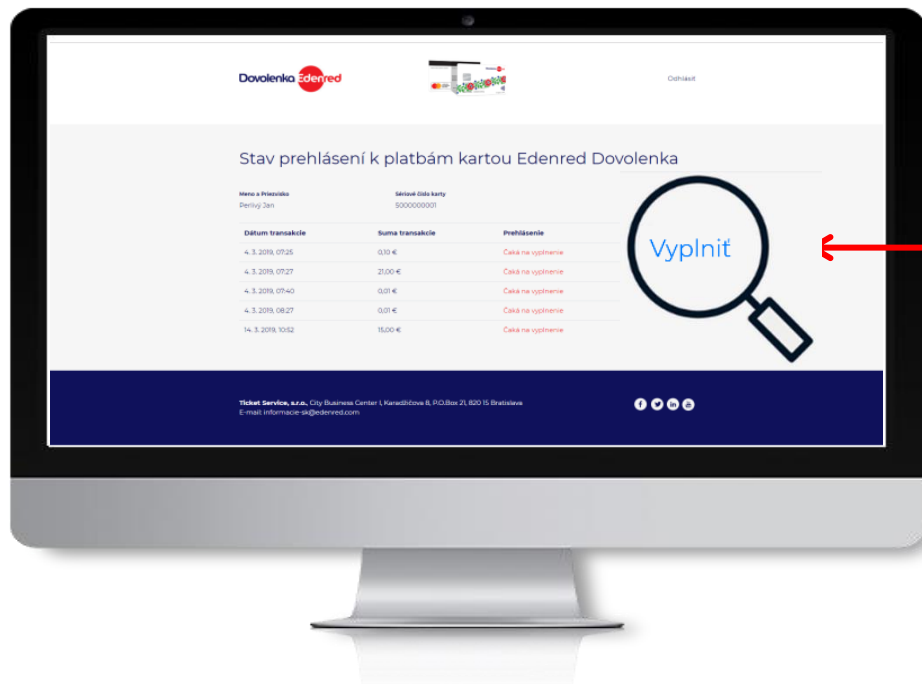 Dovolenka Edenred
Odhlásiť
Stav prehlásení k platbám kartou Edenred Dovolenka
Meno a Priezvisko Sériové číslo karty
Perlivý Jan 5000000001
Dátum transakcie Suma transakcie Prehlásenie
4. 3. 2019, 07:25 0,10 € Čaká na vyplnenie
4. 3. 2019, 07:27 21,00 € Čaká na vyplnenie
4. 3. 2019, 07:40 0,01 € Čaká na vyplnenie
4. 3. 2019, 08:27 0,01 € Čaká na vyplnenie
14. 3. 2019, 10:52 15,00 € Čaká na vyplnenie
Vyplniť
Ticket Service, s.r.o., City Business Center I, Karadžičova 8, P.O.Box 21, 820 15 Bratislava
E-mail: informacie-sk@edenred.com